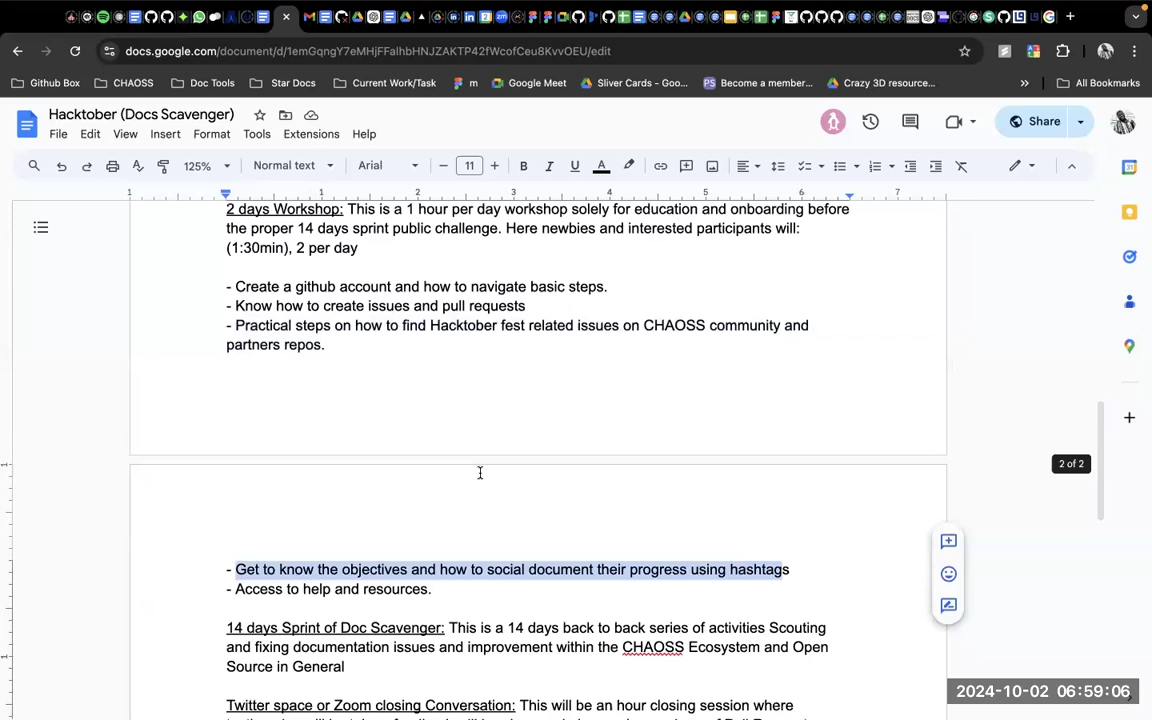 docs.google.com/document/d/1emGqngY7eMHjFFalhbHNJZAKTP42fWcofCeu8KvvOEU/edit
Github Box
CHAOSS
Doc Tools
Star Docs
Current Work/Task
m
Google Meet
Sliver Cards - Goo...
Become a member...
Crazy 3D resource...
»
All Bookmarks
Hacktober (Docs Scavenger)
File Edit View Insert Format Tools Extensions Help
Share
125% Normal text Arial 11
1 1 2 3 4 5 6 7
2 days Workshop: This is a 1 hour per day workshop solely for education and onboarding before
the proper 14 days sprint public challenge. Here newbies and interested participants will:
(1:30min), 2 per day
- Create a github account and how to navigate basic steps.
- Know how to create issues and pull requests
- Practical steps on how to find Hacktober fest related issues on CHAOSS community and
partners repos.
2 of 2
- Get to know the objectives and how to social document their progress using hashtags
- Access to help and resources.
14 days Sprint of Doc Scavenger: This is a 14 days back to back series of activities Scouting
and fixing documentation issues and improvement within the CHAOSS Ecosystem and Open
Source in General
2024-10-02 06:59:06
Twitter space or Zoom closing Conversation: This will be an hour closing session where